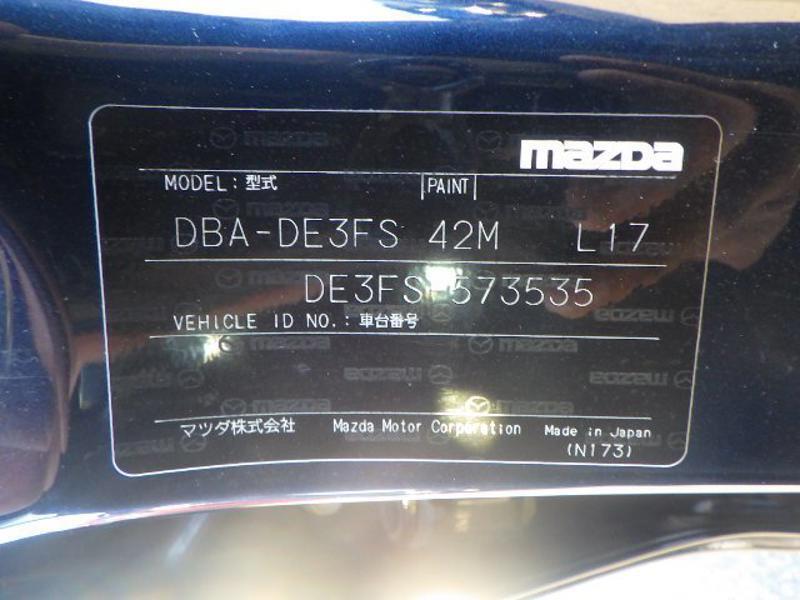 mazda
MODEL : 型式 PAINT
DBA-DE3FS 42M L17
DE3FS-573535
VEHICLE ID NO. : 車台番号
マツダ株式会社 Mazda Motor Corporation Made in Japan
(N173)